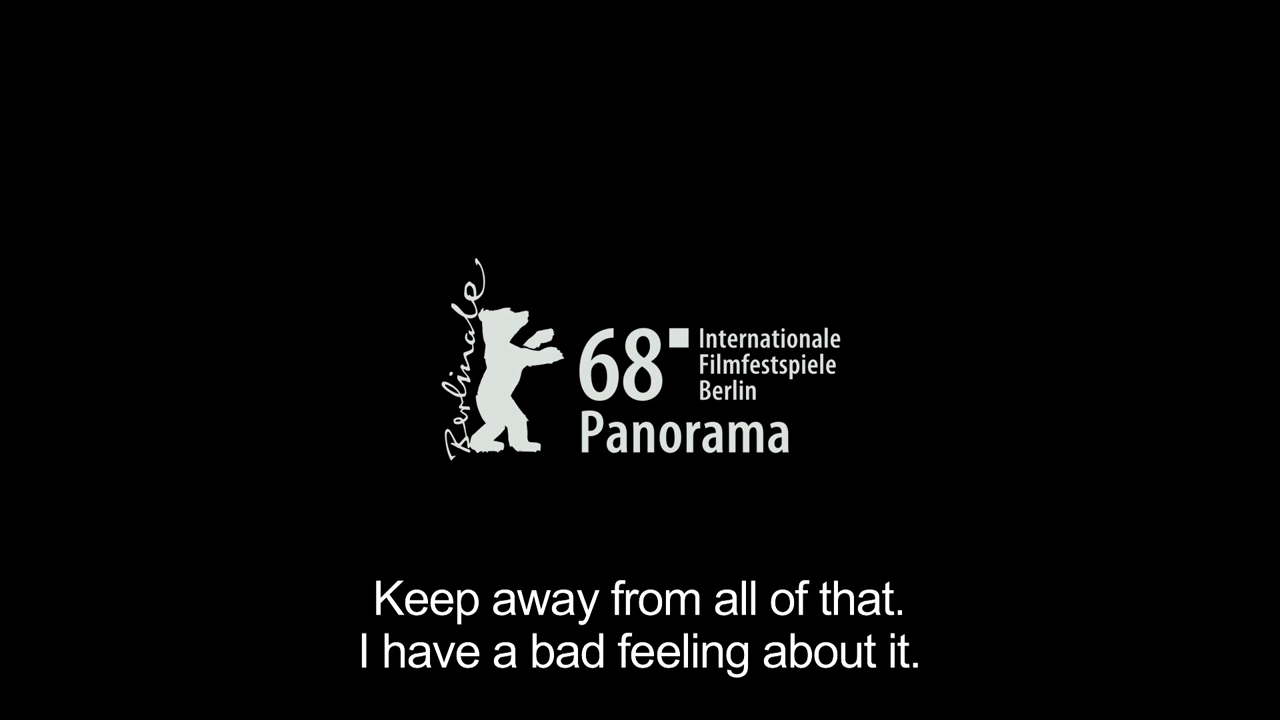 Berlinale
68
Internationale
Filmfestspiele
Berlin
Panorama
Keep away from all of that.
I have a bad feeling about it.